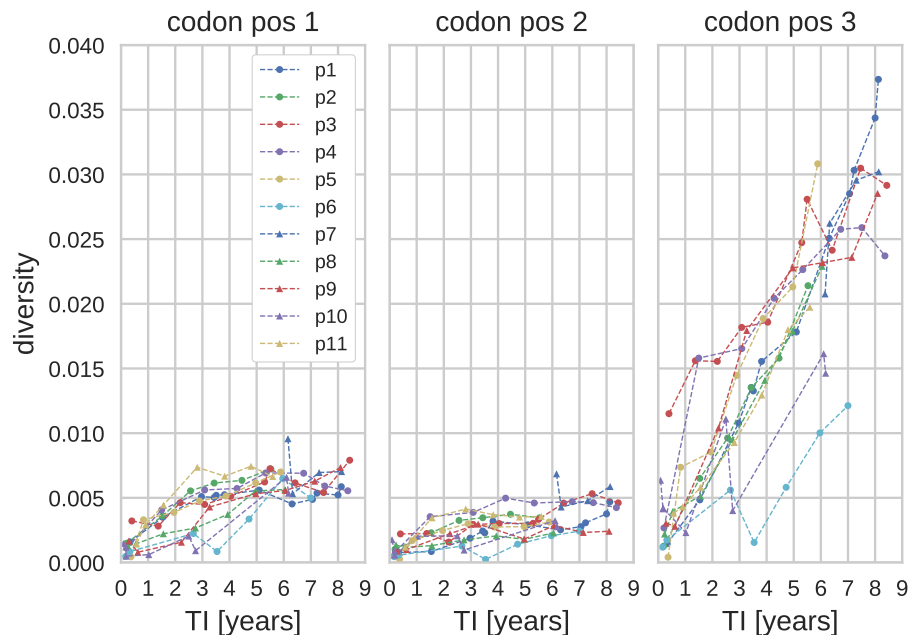 codon pos 1 codon pos 2 codon pos 3
0.040
0.035
0.030
0.025
0.020
0.015
0.010
0.005
0.000
diversity
p1
p2
p3
p4
p5
p6
p7
p8
p9
p10
p11
0 1 2 3 4 5 6 7 8 9 0 1 2 3 4 5 6 7 8 9 0 1 2 3 4 5 6 7 8 9
TI [years] TI [years] TI [years]